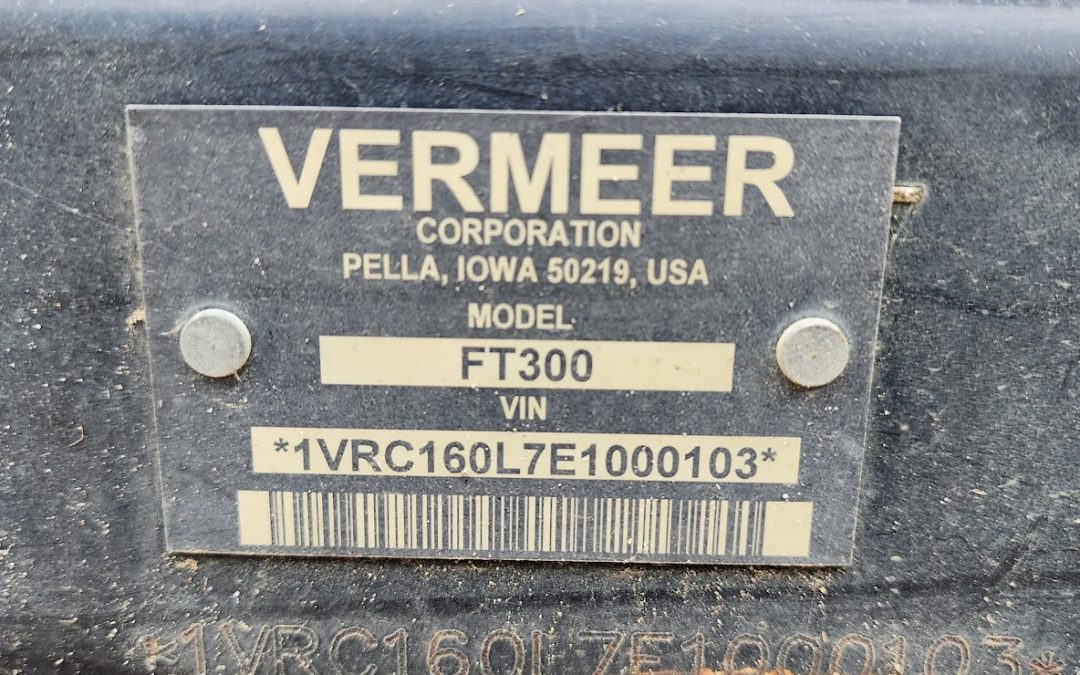 VERMEER
CORPORATION
PELLA, IOWA 50219, USA
MODEL
FT300
VIN
*1VRC160L7E1000103*
*1VRC160L7E1000103*